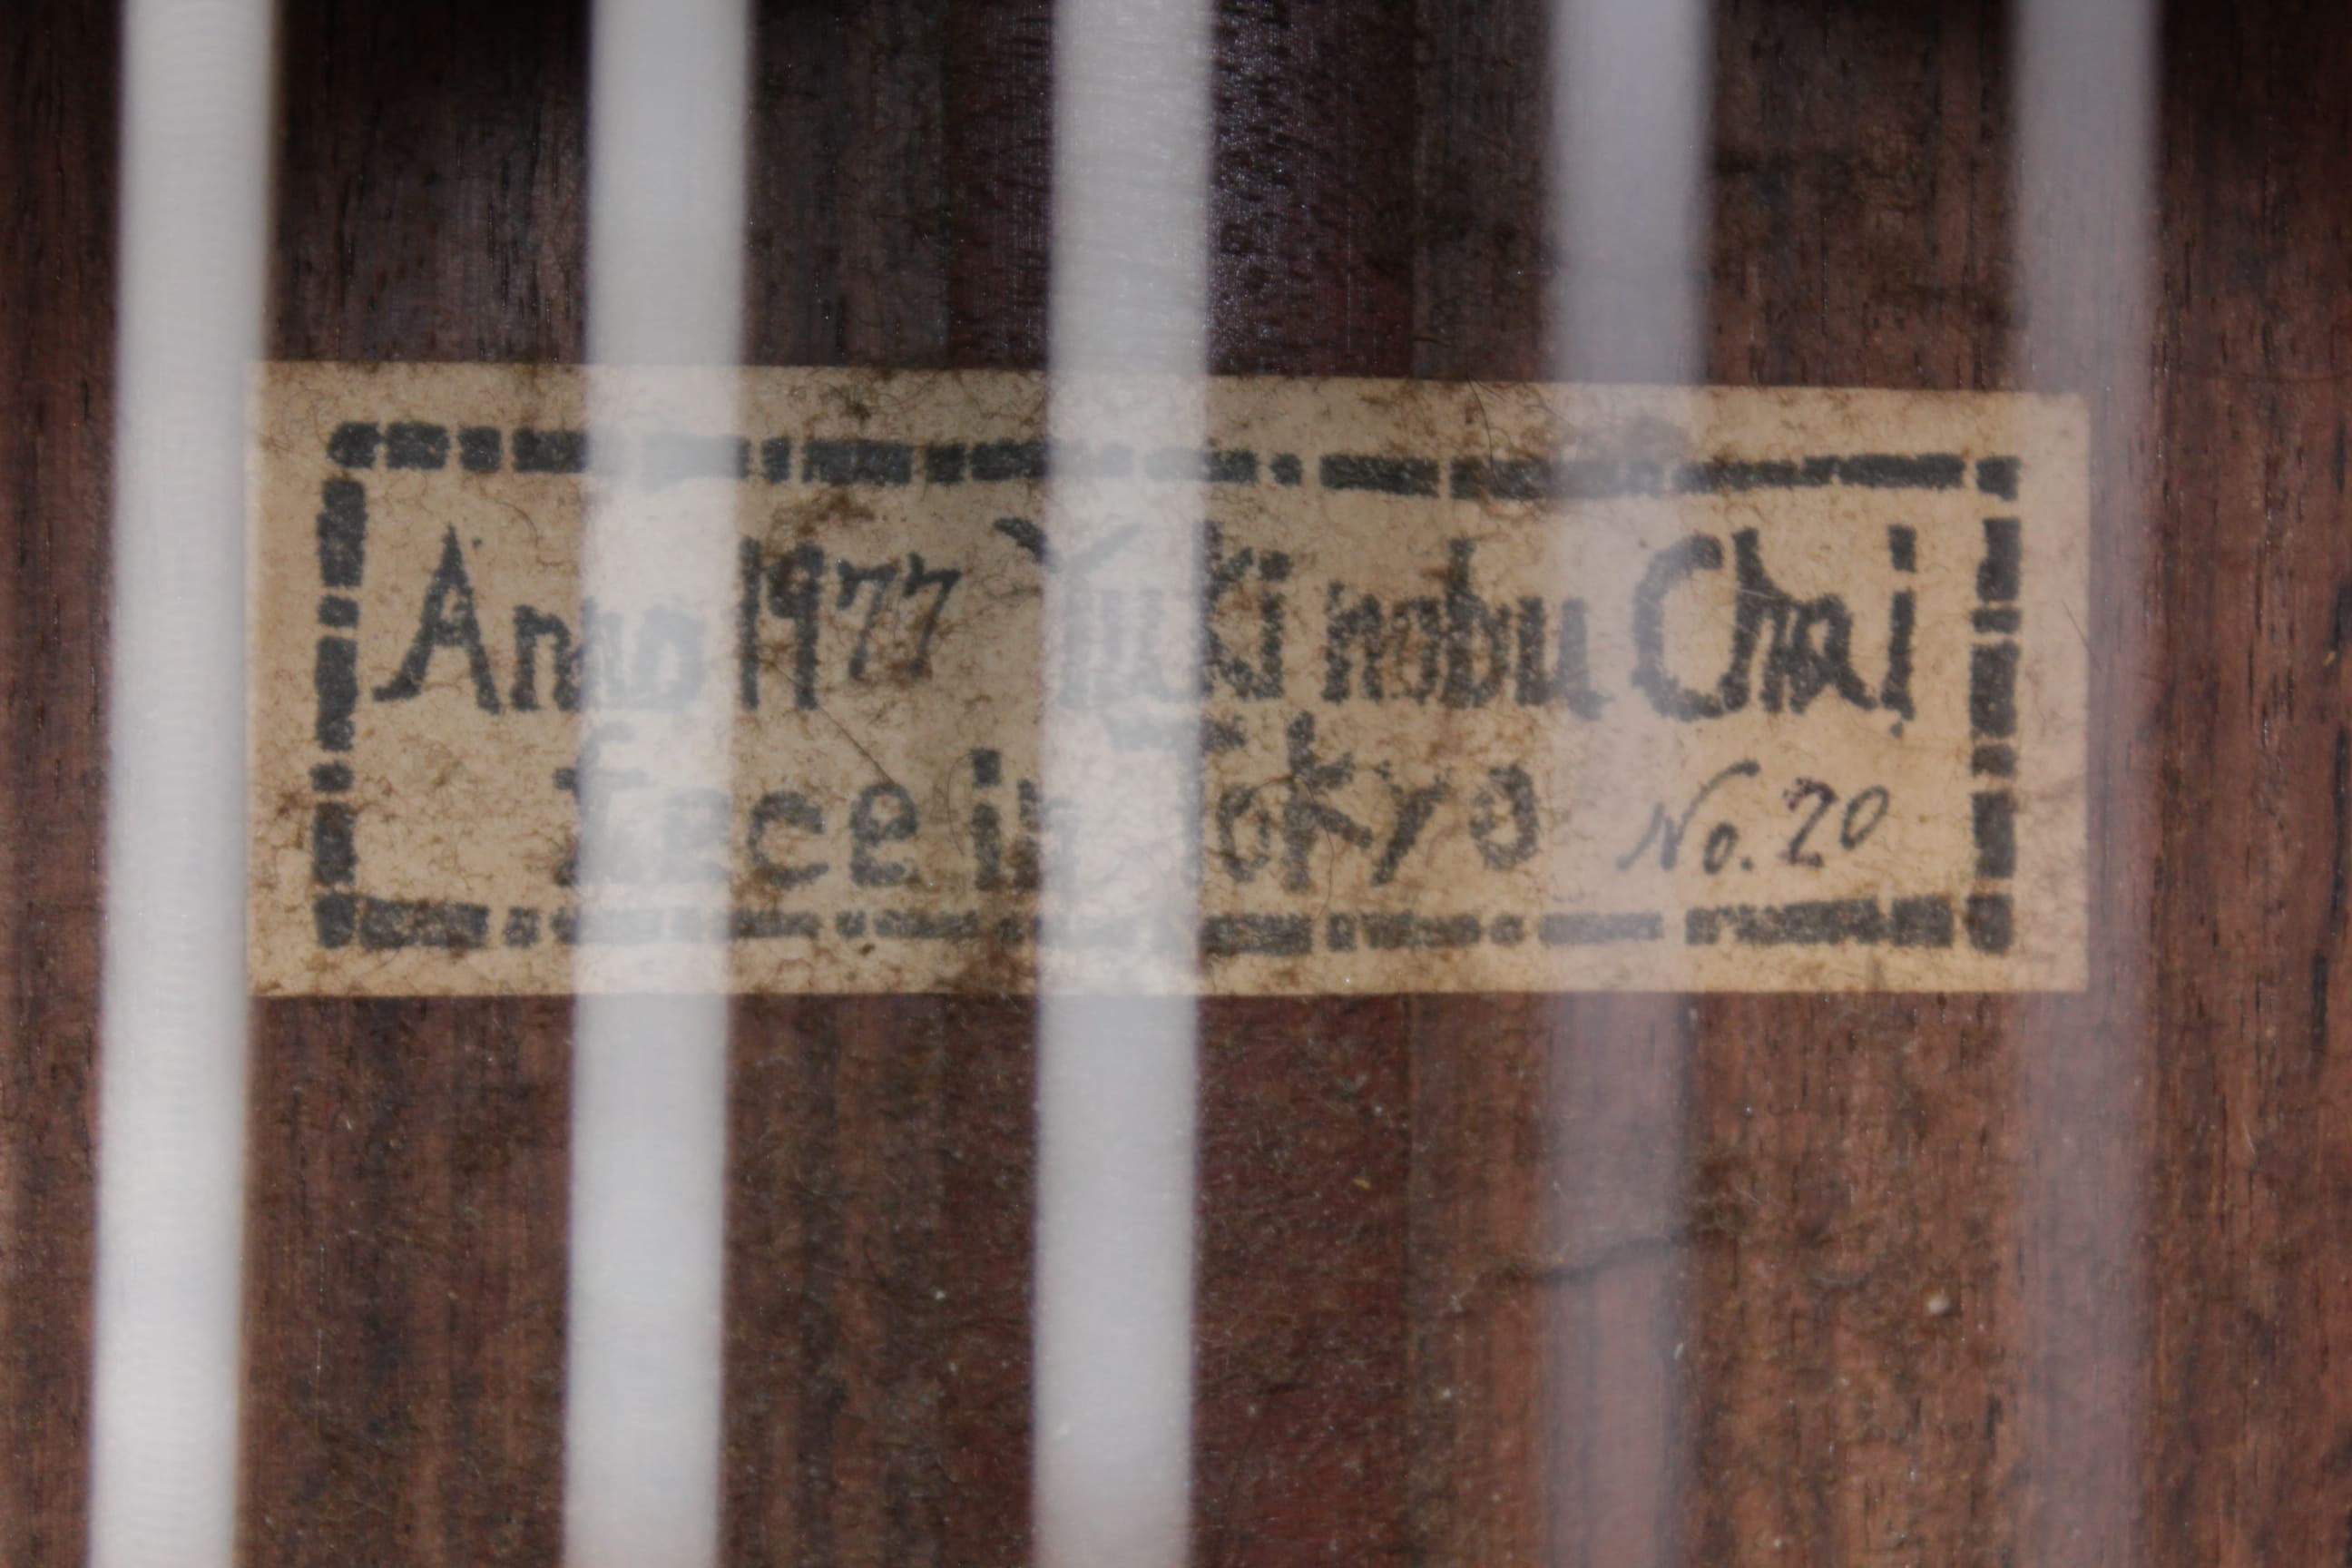 Anno 1977 Yukinobu Chai
fece in Tokyo No. 20